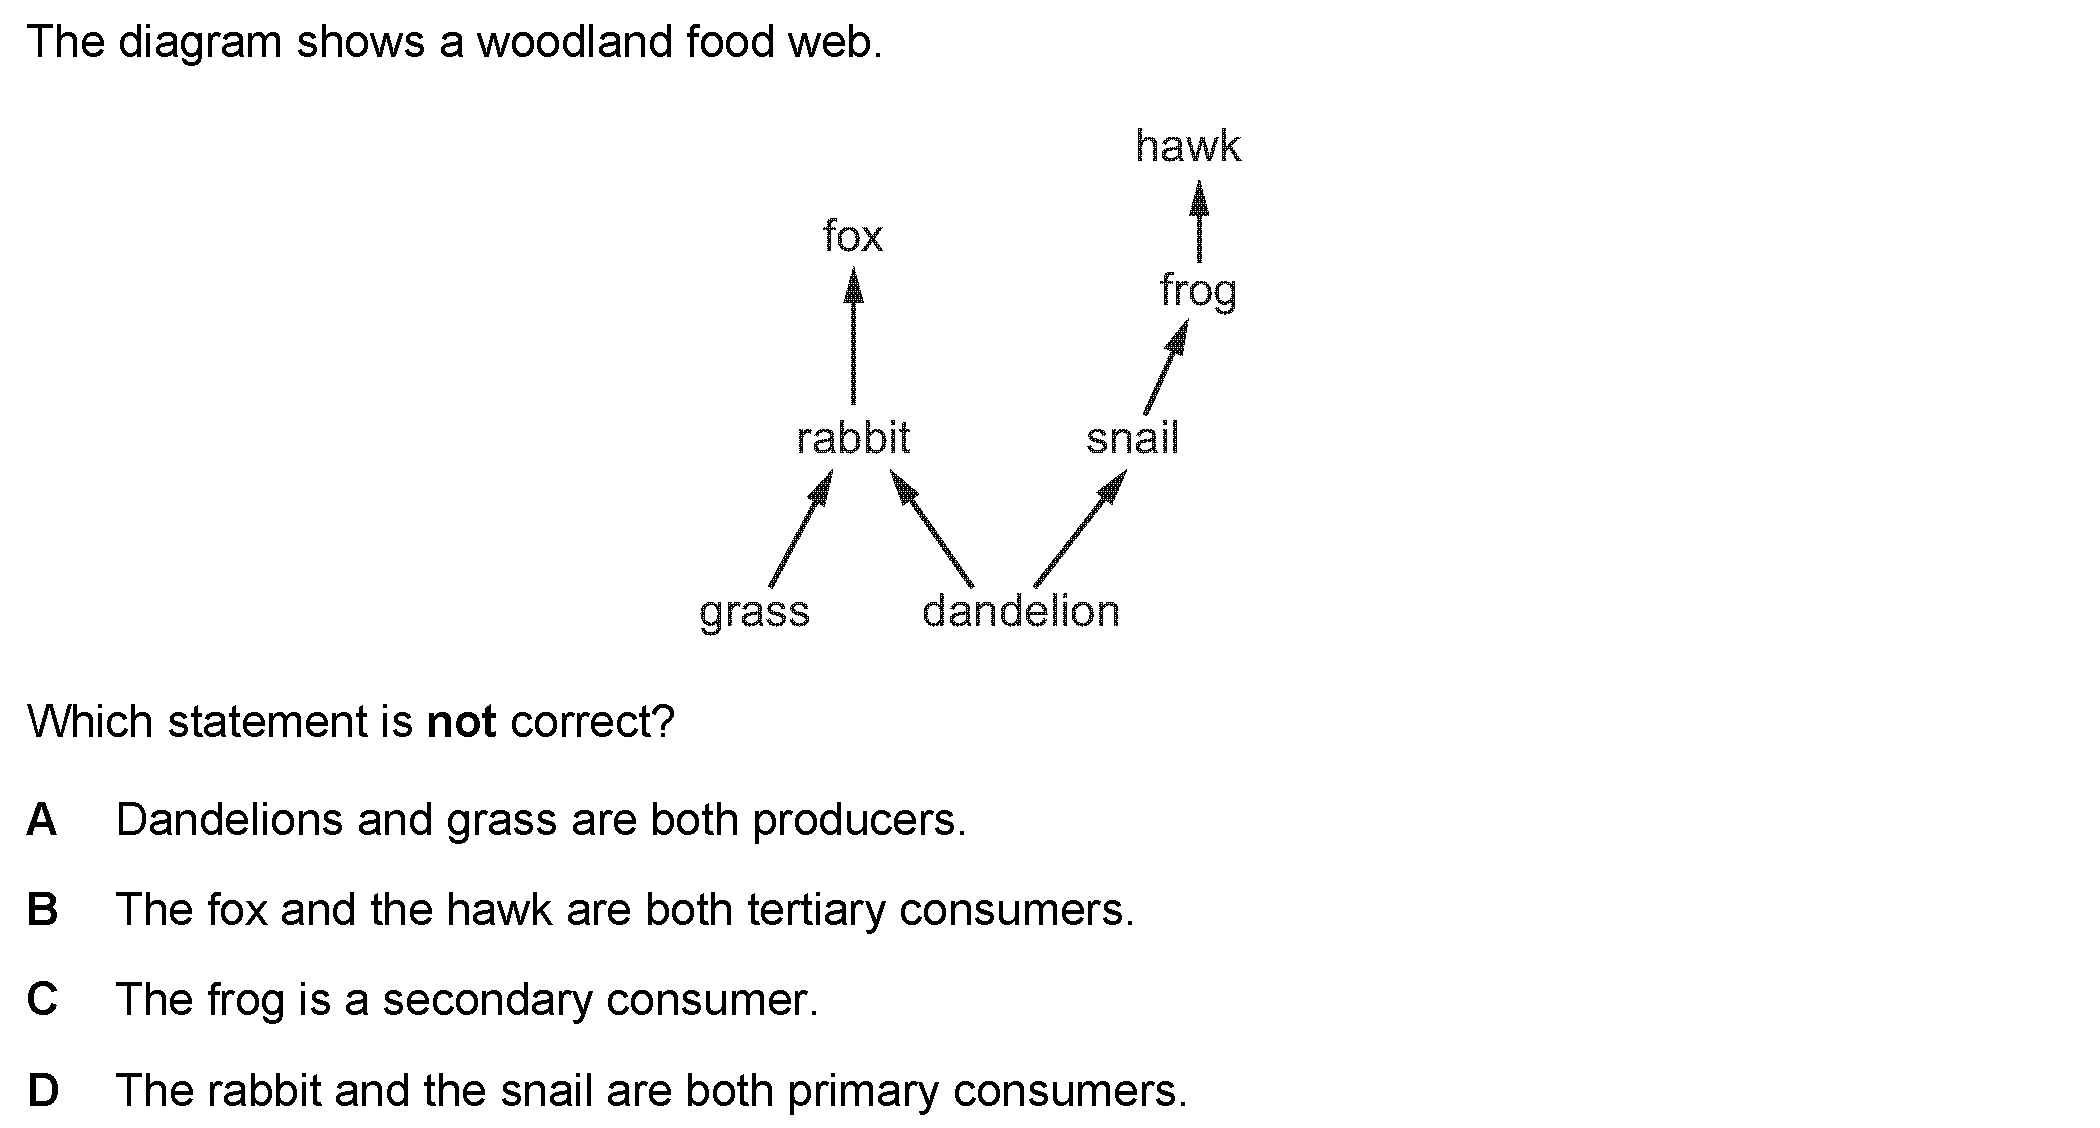 The diagram shows a woodland food web.
hawk
fox
frog
rabbit snail
grass dandelion
Which statement is not correct?
A Dandelions and grass are both producers.
B The fox and the hawk are both tertiary consumers.
C The frog is a secondary consumer.
D The rabbit and the snail are both primary consumers.